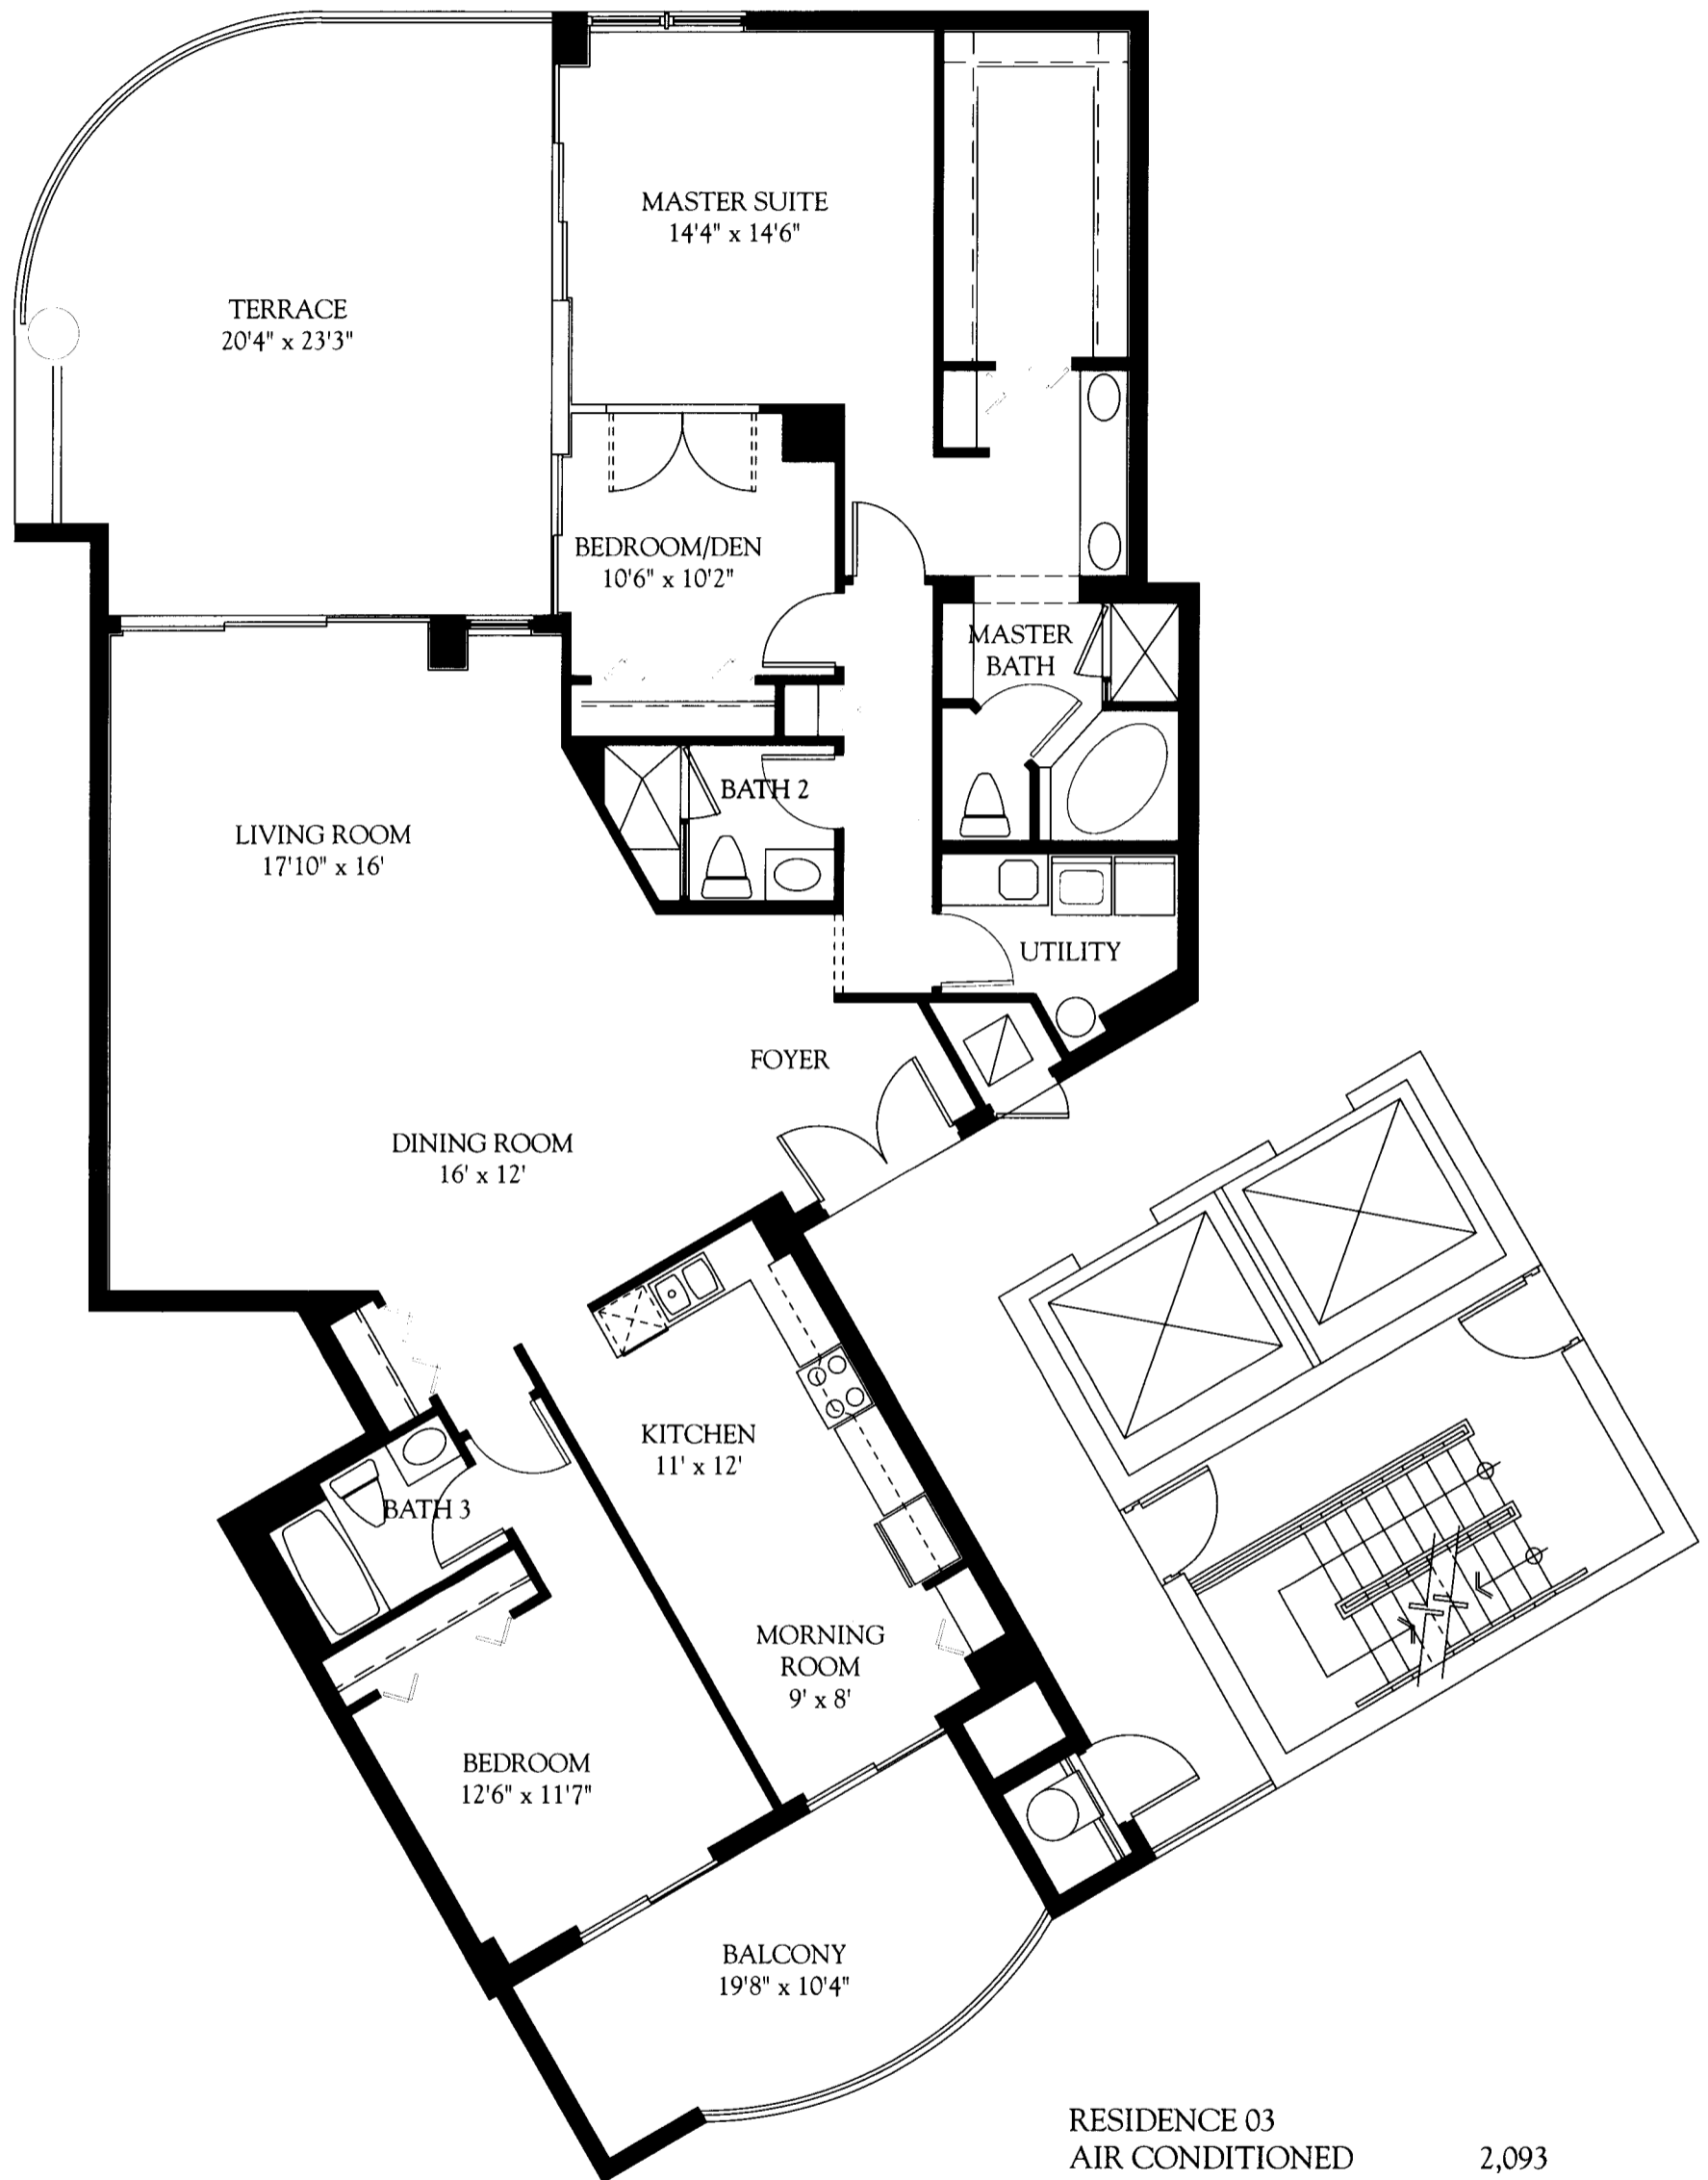 MASTER SUITE
14'4" x 14'6"
TERRACE
20'4" x 23'3"
BEDROOM/DEN
10'6" x 10'2"
MASTER
BATH
BATH 2
LIVING ROOM
17'10" x 16'
UTILITY
FOYER
DINING ROOM
16' x 12'
KITCHEN
11' x 12'
BATH 3
MORNING
ROOM
9' x 8'
BEDROOM
12'6" x 11'7"
BALCONY
19'8" x 10'4"
RESIDENCE 03
AIR CONDITIONED 2,093